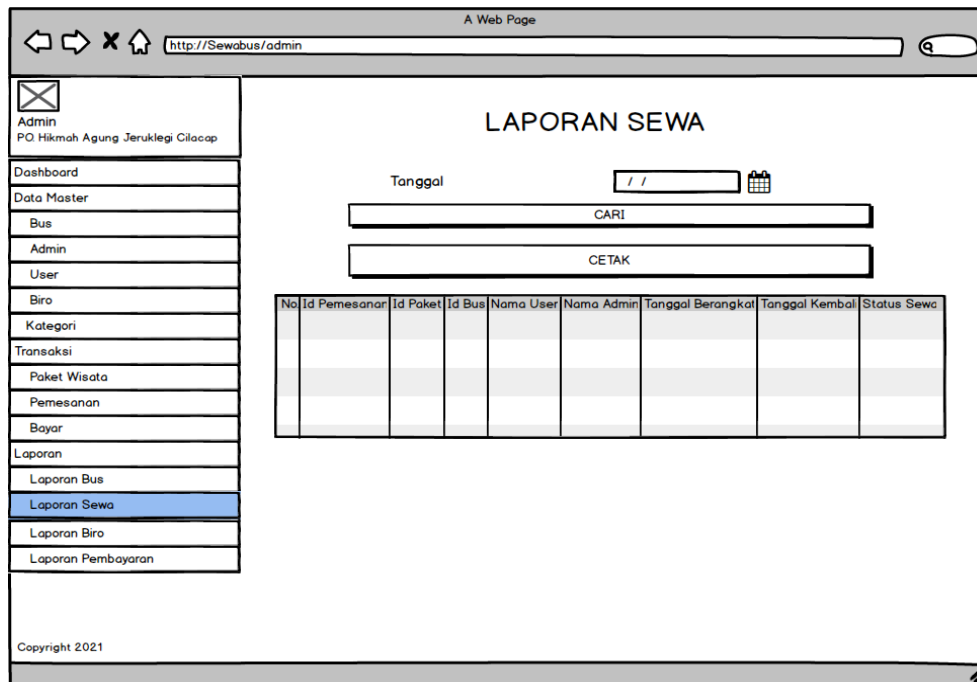 A Web Page
http://Sewabus/admin
Admin
PO. Hikmah Agung Jeruklegi Cilacap
Dashboard
Data Master
Bus
Admin
User
Biro
Kategori
Transaksi
Paket Wisata
Pemesanan
Bayar
Laporan
Laporan Bus
Laporan Sewa
Laporan Biro
Laporan Pembayaran
Copyright 2021
LAPORAN SEWA
Tanggal / /
CARI
CETAK
No. Id Pemesanan Id Paket Id Bus Nama User Nama Admin Tanggal Berangkat Tanggal Kembali Status Sewa